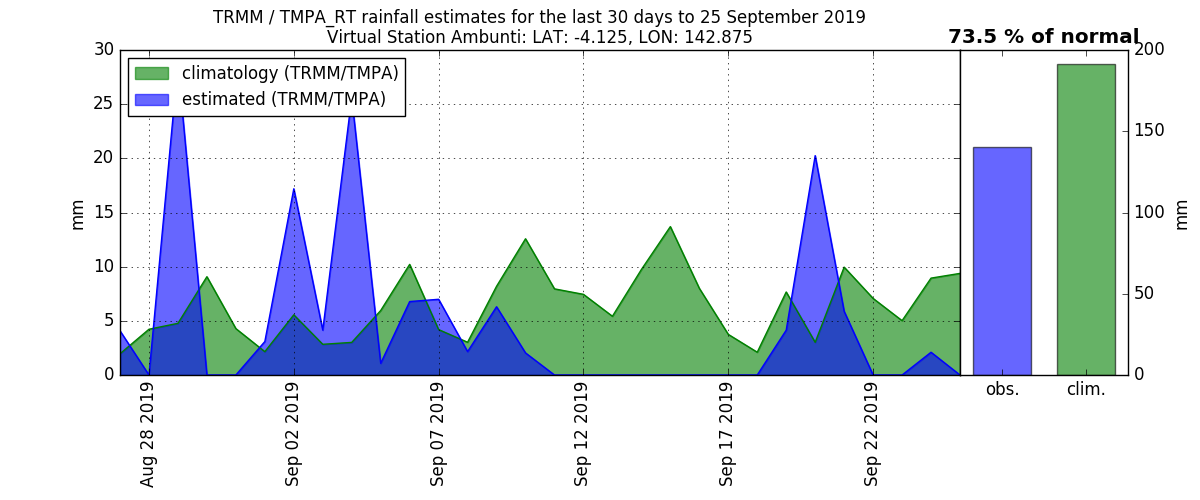 TRMM / TMPA_RT rainfall estimates for the last 30 days to 25 September 2019
Virtual Station Ambunti: LAT: -4.125, LON: 142.875
73.5 % of normal
climatology (TRMM/TMPA)
estimated (TRMM/TMPA)
30
25
20
15
10
5
0
mm
Aug 28 2019
Sep 02 2019
Sep 07 2019
Sep 12 2019
Sep 17 2019
Sep 22 2019
200
150
100
50
0
mm
obs.
clim.